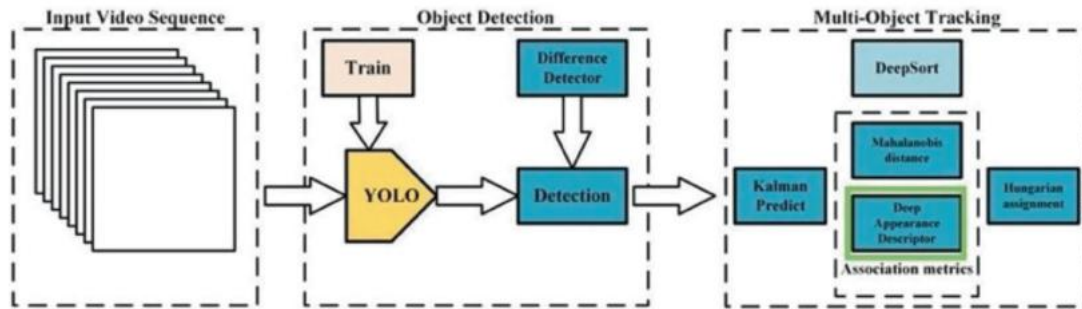 Input Video Sequence
Object Detection
Train
Difference
Detector
YOLO
Detection
Multi-Object Tracking
DeepSort
Kalman
Predict
Mahalanobis
distance
Deep
Appearance
Descriptor
Association metrics
Hungarian
assignment